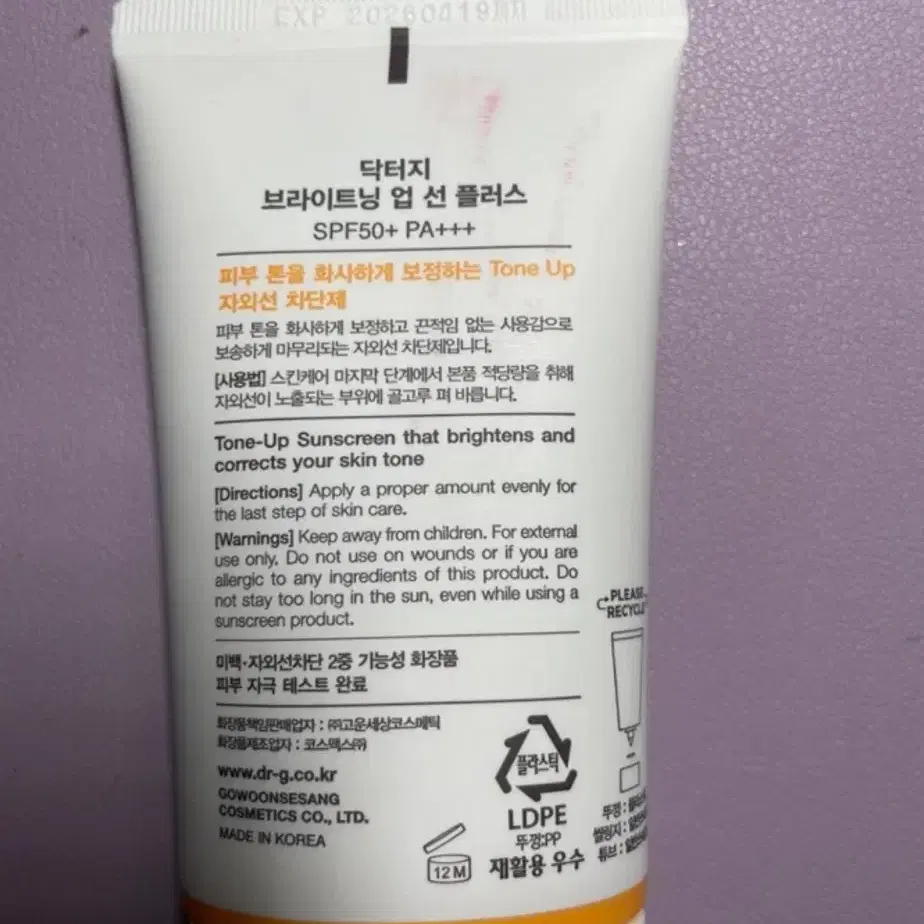 EXP 20260419까지
닥터지
브라이트닝 업 선 플러스
SPF50+ PA+++
피부 톤을 화사하게 보정하는 Tone Up
자외선 차단제
피부 톤을 화사하게 보정하고 끈적임 없는 사용감으로
보송하게 마무리되는 자외선 차단제입니다.
[사용법] 스킨케어 마지막 단계에서 본품 적당량을 취해
자외선이 노출되는 부위에 골고루 펴 바릅니다.
Tone-Up Sunscreen that brightens and
corrects your skin tone
[Directions] Apply a proper amount evenly for
the last step of skin care.
[Warnings] Keep away from children. For external
use only. Do not use on wounds or if you are
allergic to any ingredients of this product. Do
not stay too long in the sun, even while using a
sunscreen product.
미백·자외선차단 2중 기능성 화장품
피부 자극 테스트 완료
화장품책임판매업자 : ㈜고운세상코스메틱
화장품제조업자 : 코스맥스㈜
www.dr-g.co.kr
GOWOONSESANG
COSMETICS CO., LTD.
MADE IN KOREA
12M
플라스틱
LDPE
뚜껑:PP
재활용 우수
PLEASE
RECYCLE
뚜껑 :
씰링지 :
튜브 :